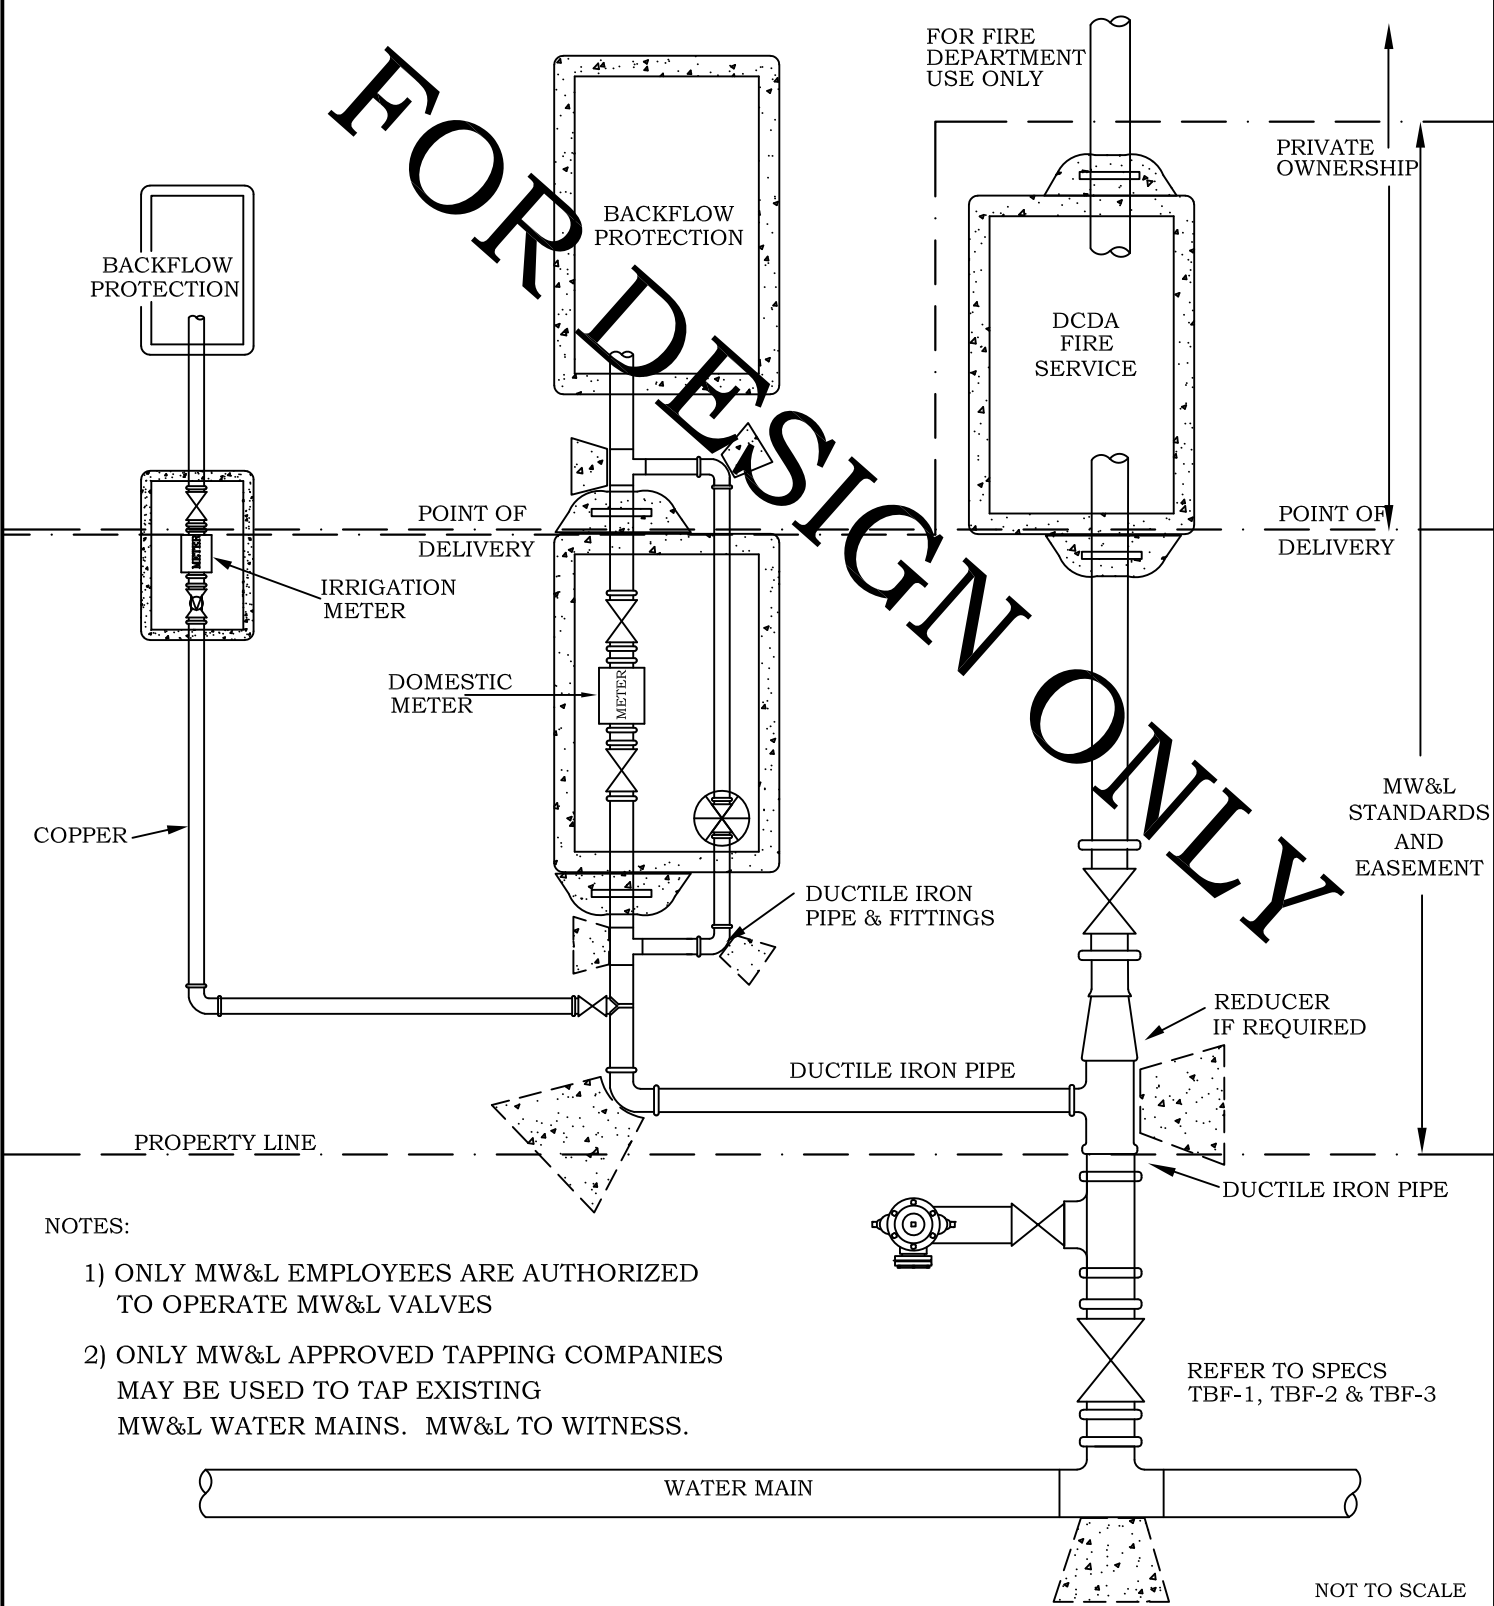 FOR FIRE
DEPARTMENT
USE ONLY
PRIVATE
OWNERSHIP
BACKFLOW
PROTECTION
BACKFLOW
PROTECTION
DCDA
FIRE
SERVICE
FOR DESIGN ONLY
POINT OF
DELIVERY
POINT OF
DELIVERY
METER
IRRIGATION
METER
DOMESTIC
METER
METER
MW&L
STANDARDS
AND
EASEMENT
COPPER
DUCTILE IRON
PIPE & FITTINGS
REDUCER
IF REQUIRED
DUCTILE IRON PIPE
PROPERTY LINE
DUCTILE IRON PIPE
NOTES:
1) ONLY MW&L EMPLOYEES ARE AUTHORIZED
TO OPERATE MW&L VALVES
2) ONLY MW&L APPROVED TAPPING COMPANIES
MAY BE USED TO TAP EXISTING
MW&L WATER MAINS. MW&L TO WITNESS.
REFER TO SPECS
TBF-1, TBF-2 & TBF-3
WATER MAIN
NOT TO SCALE